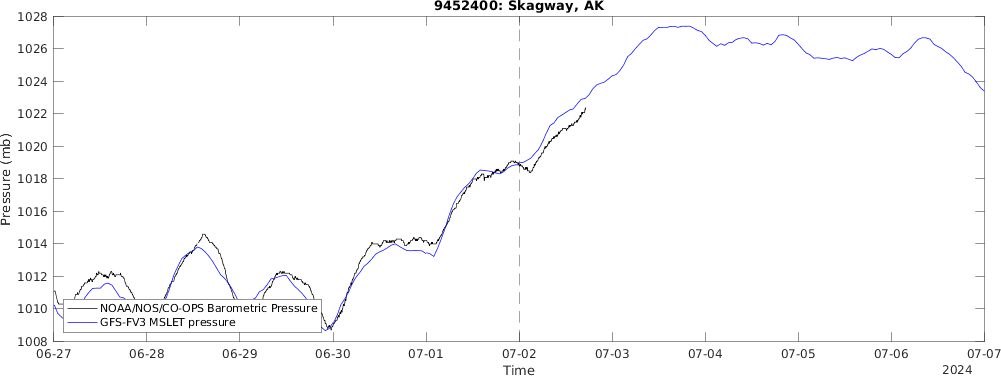 9452400: Skagway, AK
1028
1026
1024
1022
1020
1018
1016
1014
1012
1010
1008
Pressure (mb)
NOAA/NOS/CO-OPS Barometric Pressure
GFS-FV3 MSLET pressure
06-27 06-28 06-29 06-30 07-01 07-02 07-03 07-04 07-05 07-06 07-07
Time
2024